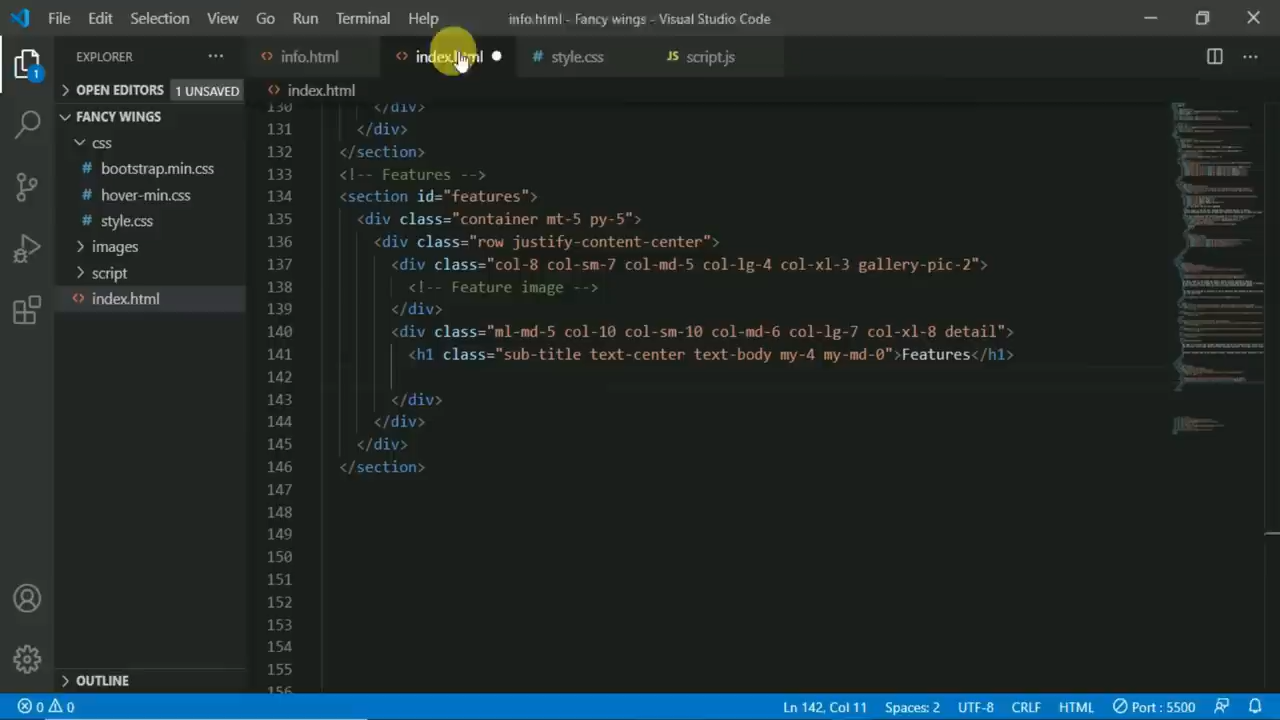 File Edit Selection View Go Run Terminal Help info.html - Fancy wings - Visual Studio Code
EXPLORER ··· <> info.html <> index.html # style.css JS script.js ···
OPEN EDITORS 1 UNSAVED <> index.html
FANCY WINGS
css
# bootstrap.min.css
# hover-min.css
# style.css
images
script
<> index.html
130 </div>
131 </div>
132 </section>
133 <!-- Features -->
134 <section id="features">
135 <div class="container mt-5 py-5">
136 <div class="row justify-content-center">
137 <div class="col-8 col-sm-7 col-md-5 col-lg-4 col-xl-3 gallery-pic-2">
138 <!-- Feature image -->
139 </div>
140 <div class="ml-md-5 col-10 col-sm-10 col-md-6 col-lg-7 col-xl-8 detail">
141 <h1 class="sub-title text-center text-body my-4 my-md-0">Features</h1>
142
143 </div>
144 </div>
145 </div>
146 </section>
147
148
149
150
151
152
153
154
155
156
1
OUTLINE
0 0 Ln 142, Col 11 Spaces: 2 UTF-8 CRLF HTML Port : 5500